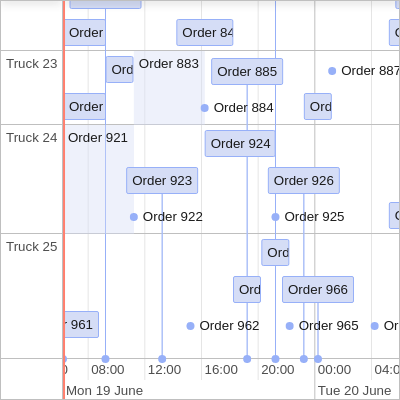 Order
Order 84
Truck 23
Ord
Order 883
Order 885
Order 887
Order
Order 884
Ord
Truck 24
Order 921
Order 924
Order 923
Order 926
Order 922
Order 925
Truck 25
Ord
Ord
Order 966
961
Order 962
Order 965
Ord
08:00
12:00
16:00
20:00
00:00
04:0
Mon 19 June
Tue 20 June